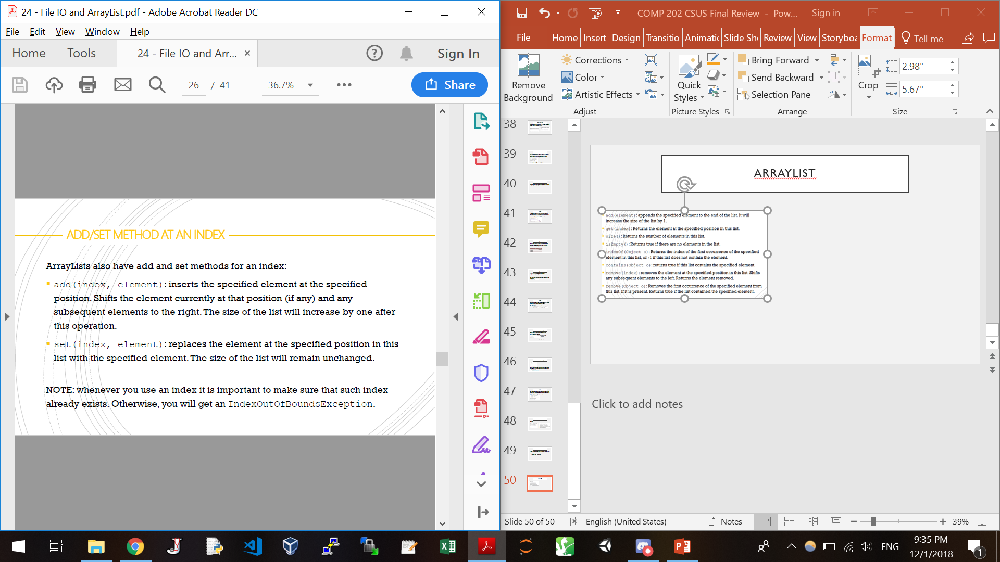 24 - File IO and ArrayList.pdf - Adobe Acrobat Reader DC
File Edit View Window Help
Home Tools 24 - File IO and Arr... × Sign In
26 / 41 36.7% Share
ADD/SET METHOD AT AN INDEX
ArrayLists also have add and set methods for an index:
add(index, element): inserts the specified element at the specified
position. Shifts the element currently at that position (if any) and any
subsequent elements to the right. The size of the list will increase by one after
this operation.
set(index, element): replaces the element at the specified position in this
list with the specified element. The size of the list will remain unchanged.
NOTE: whenever you use an index it is important to make sure that such index
already exists. Otherwise, you will get an IndexOutOfBoundsException.
COMP 202 CSUS Final Review - Pow... Sign in
File Home Insert Design Transitio Animatic Slide Sh Review View Storyboa Format Tell me
Remove
Background
Corrections
Color
Artistic Effects
Adjust
Quick
Styles
Picture Styles
Bring Forward
Send Backward
Selection Pane
Arrange
Crop
2.98"
5.67"
Size
38
39
40
41
42
43
44
45
46
47
48
49
50
ARRAYLIST
add(element): appends the specified element to the end of the list. It will
increase the size of the list by 1.
get(index): Returns the element at the specified position in this list.
size(): Returns the number of elements in this list.
isEmpty(): Returns true if there are no elements in the list.
indexOf(Object o): Returns the index of the first occurrence of the specified
element in this list, or -1 if this list does not contain the element.
contains(Object o): returns true if this list contains the specified element.
remove(index): removes the element at the specified position in this list. Shifts
any subsequent elements to the left. Returns the element removed.
remove(Object o): Removes the first occurrence of the specified element from
this list, if it is present. Returns true if the list contained the specified element.
Click to add notes
Slide 50 of 50 English (United States) Notes 39%
ENG
9:35 PM
12/1/2018
1